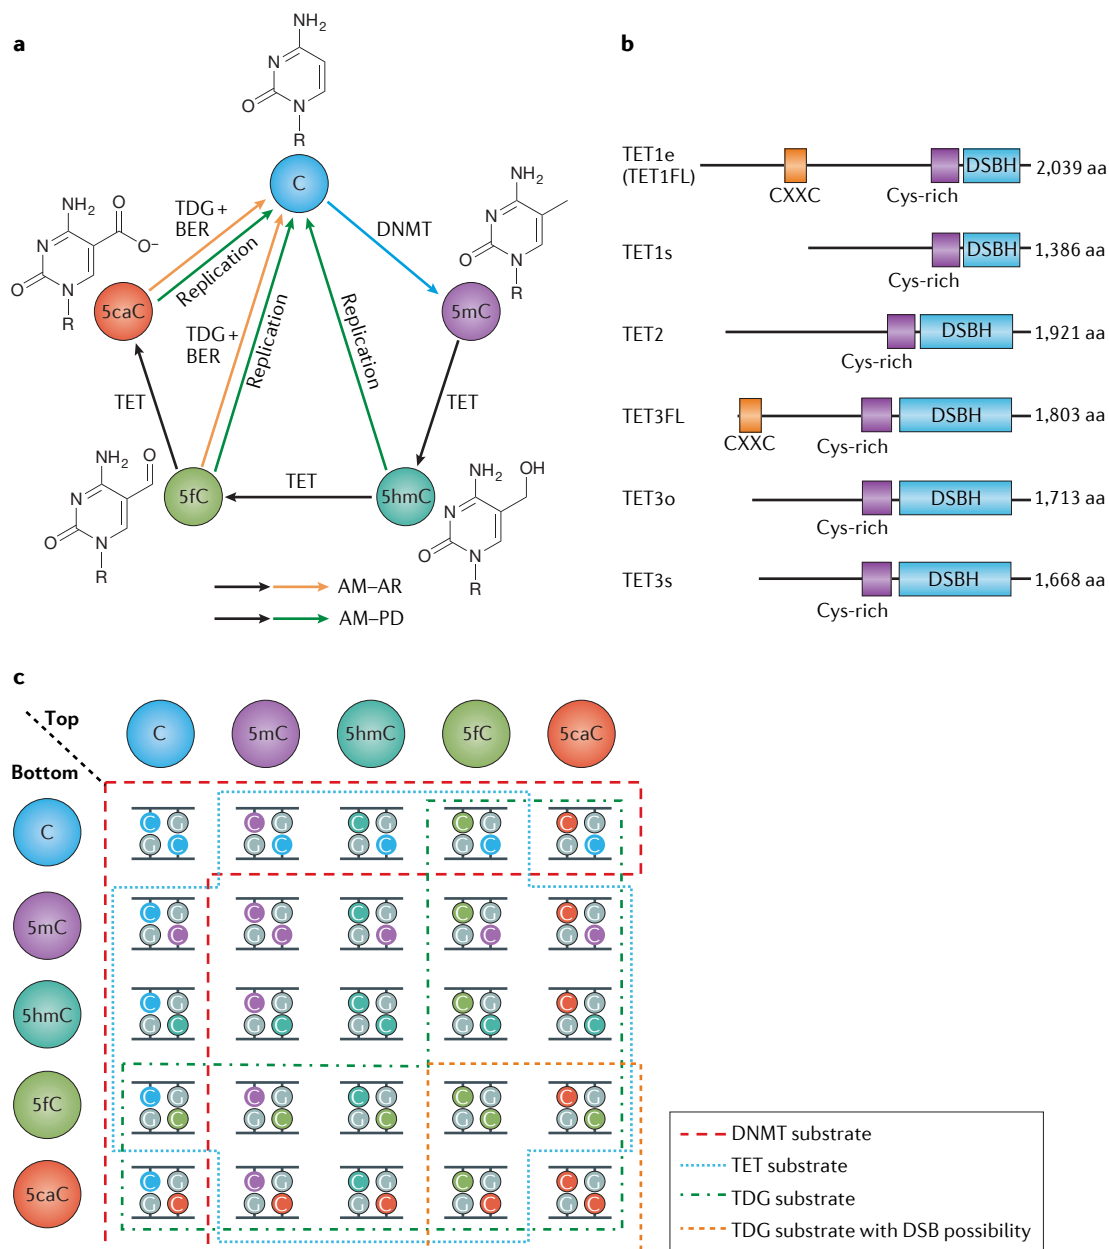 a
NH2
N
O
N
R
C
NH2
O
N
O−
O
N
R
TDG+
BER
Replication
DNMT
NH2
N
O
N
R
5caC
5mC
TDG+
BER
Replication
Replication
TET
TET
NH2
O
N
O
N
R
5fC
TET
5hmC
NH2
OH
N
O
N
R
AM–AR
AM–PD
b
TET1e
(TET1FL)
CXXC
Cys-rich
DSBH
2,039 aa
TET1s
Cys-rich
DSBH
1,386 aa
TET2
Cys-rich
DSBH
1,921 aa
TET3FL
CXXC
Cys-rich
DSBH
1,803 aa
TET3o
Cys-rich
DSBH
1,713 aa
TET3s
Cys-rich
DSBH
1,668 aa
c
Top
Bottom
C 5mC 5hmC 5fC 5caC
C
C G C G C G C G C G
G C G C G C G C G C
5mC
C G C G C G C G C G
G C G C G C G C G C
5hmC
C G C G C G C G C G
G C G C G C G C G C
5fC
C G C G C G C G C G
G C G C G C G C G C
5caC
C G C G C G C G C G
G C G C G C G C G C
DNMT substrate
TET substrate
TDG substrate
TDG substrate with DSB possibility